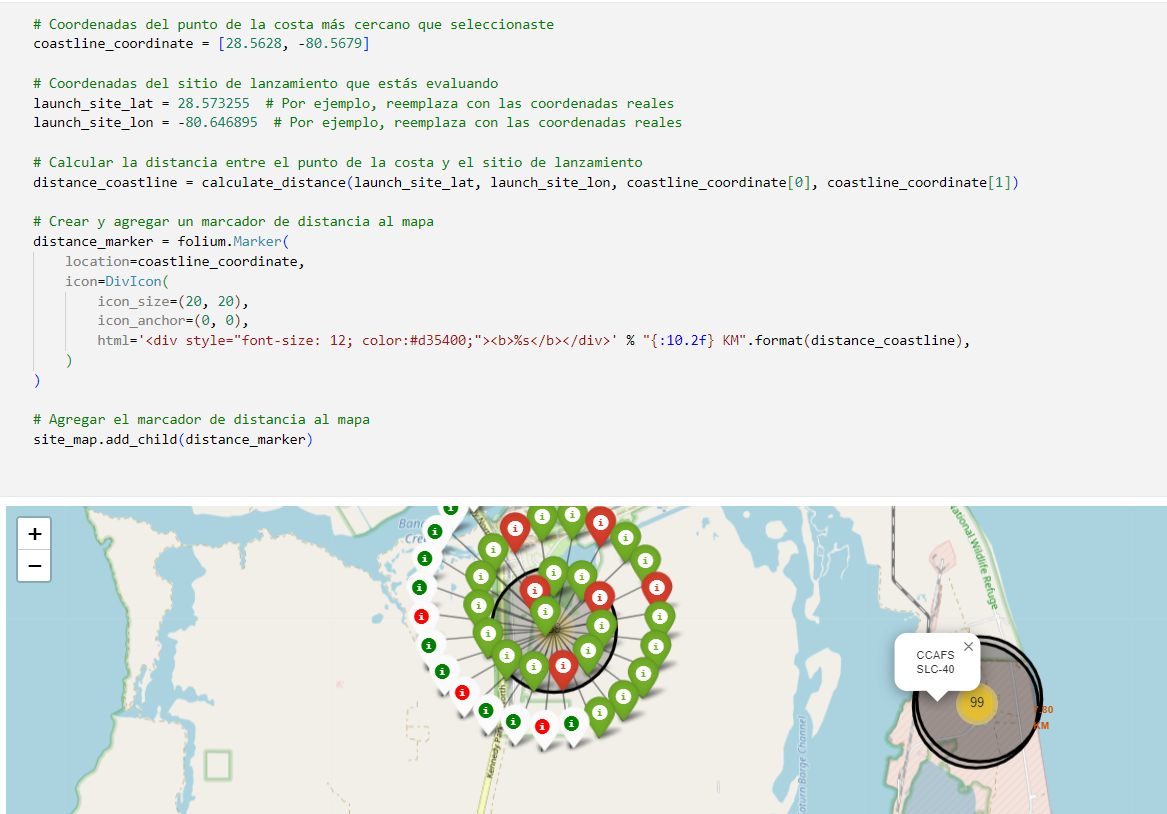 # Coordenadas del punto de la costa más cercano que seleccionaste
coastline_coordinate = [28.5628, -80.5679]
# Coordenadas del sitio de lanzamiento que estás evaluando
launch_site_lat = 28.573255  # Por ejemplo, reemplaza con las coordenadas reales
launch_site_lon = -80.646895  # Por ejemplo, reemplaza con las coordenadas reales
# Calcular la distancia entre el punto de la costa y el sitio de lanzamiento
distance_coastline = calculate_distance(launch_site_lat, launch_site_lon, coastline_coordinate[0], coastline_coordinate[1])
# Crear y agregar un marcador de distancia al mapa
distance_marker = folium.Marker(
    location=coastline_coordinate,
    icon=DivIcon(
        icon_size=(20, 20),
        icon_anchor=(0, 0),
        html='<div style="font-size: 12; color:#d35400;"><b>%s</b></div>' % "{:10.2f} KM".format(distance_coastline),
    )
)
# Agregar el marcador de distancia al mapa
site_map.add_child(distance_marker)
+
−
National Wildlife Refuge
CCAFS
SLC-40
×
99
KM
Barge Channel